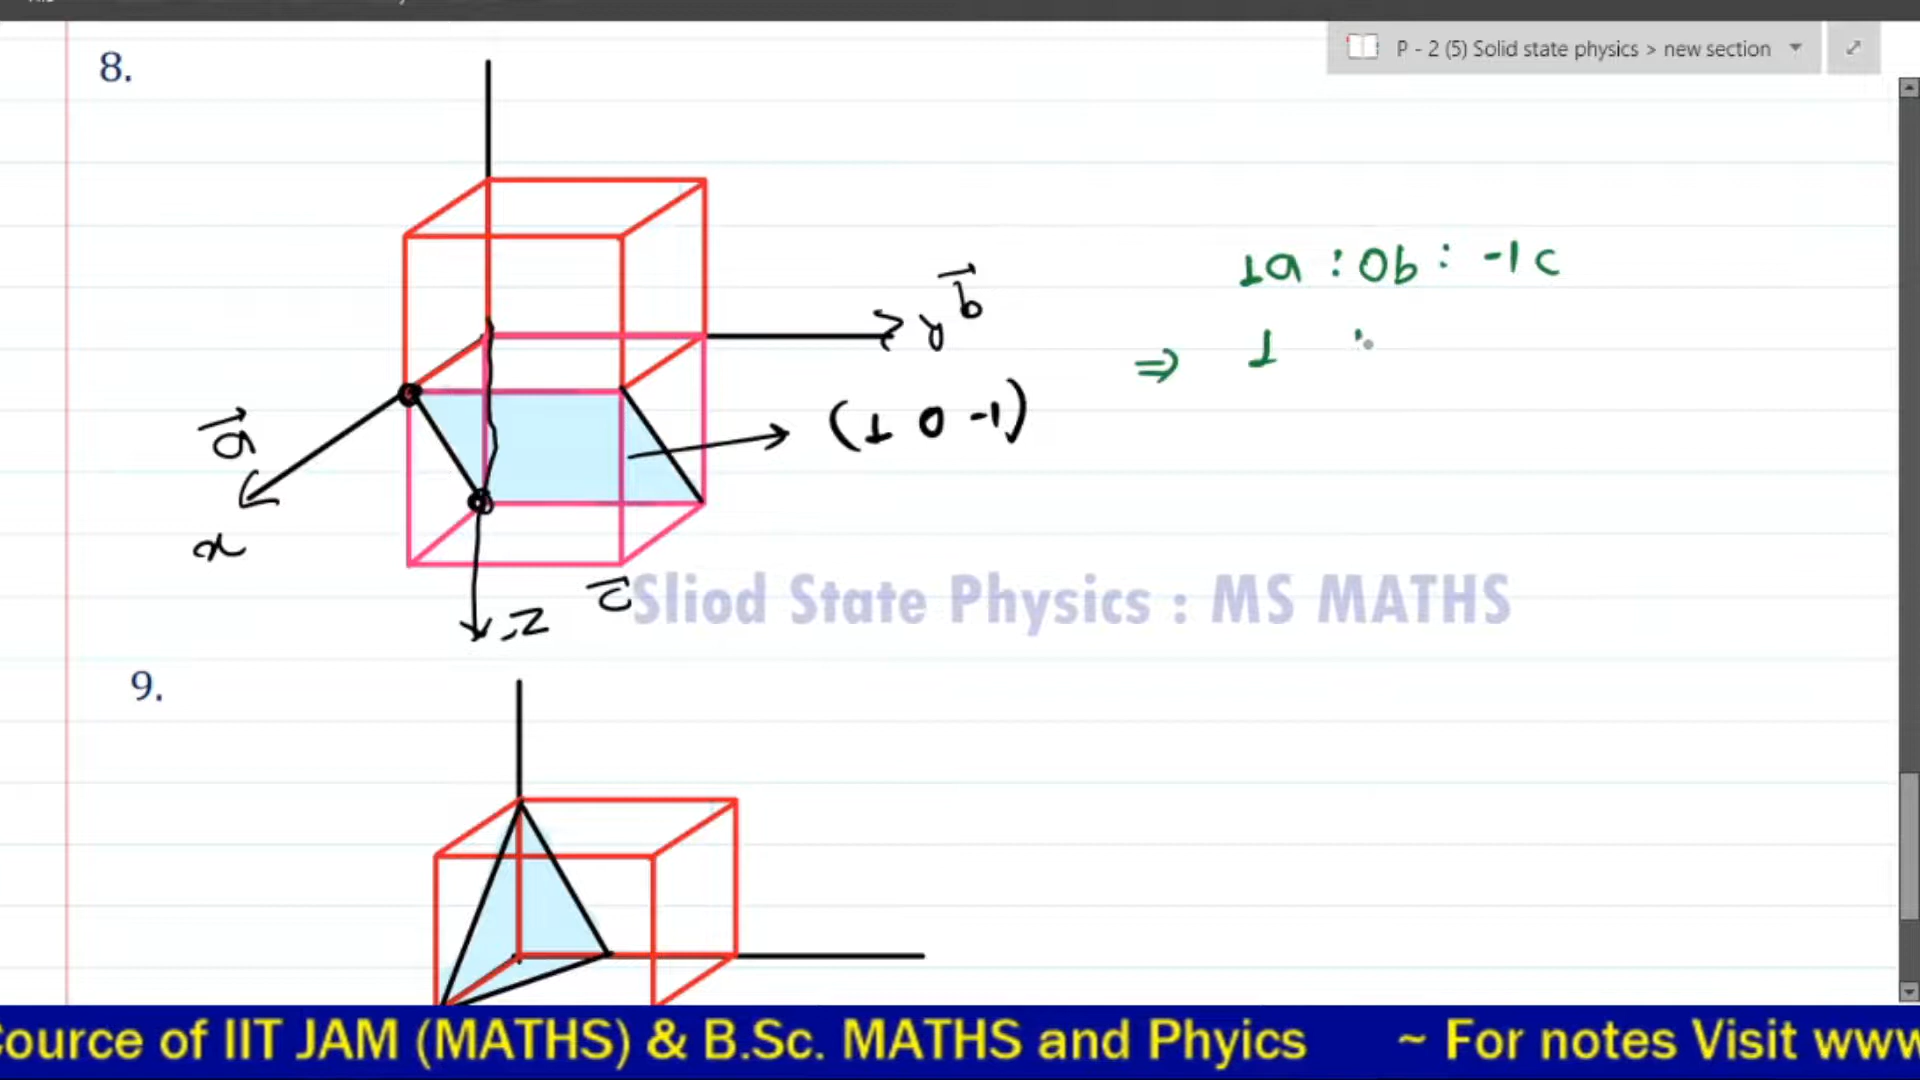 P - 2 (5) Solid state physics > new section
8.
1a : 0b : -1c
b
y
⇒ 1 :
(1 0 -1)
a
x
c
Sliod State Physics : MS MATHS
-z
9.
Cource of IIT JAM (MATHS) & B.Sc. MATHS and Phyics ~ For notes Visit www